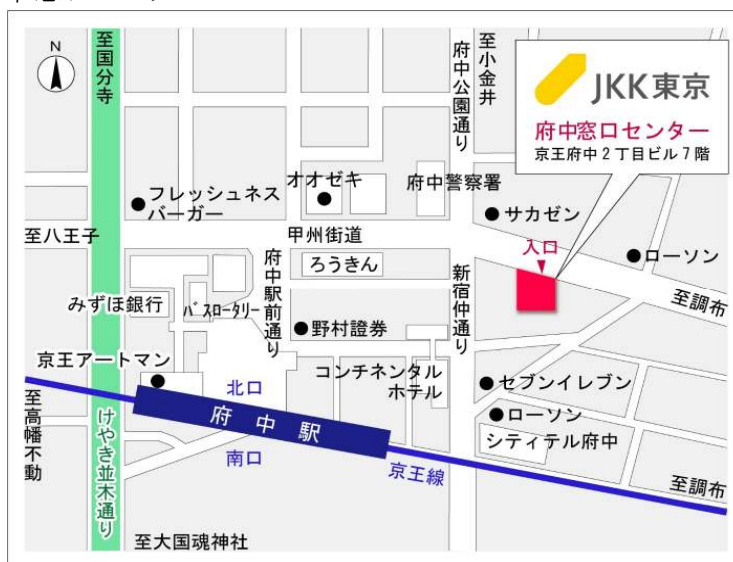 N
至国分寺
府中公園通り
至小金井
JKK東京
府中窓口センター
京王府中2丁目ビル7階
フレッシュネス
バーガー
オオゼキ
府中警察署
サカゼン
至八王子
甲州街道
入口
ローソン
ろうきん
府中駅前通り
新宿仲通り
みずほ銀行
バスロータリー
至調布
野村證券
京王アートマン
コンチネンタル
ホテル
セブンイレブン
北口
ローソン
府中駅
シティテル府中
至高幡不動
けやき並木通り
南口
京王線
至調布
至大国魂神社